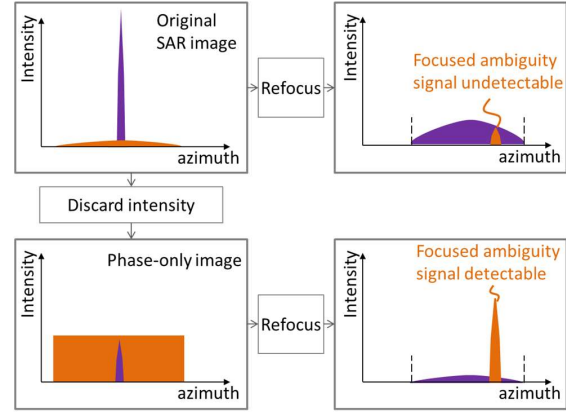 Original
SAR image
Intensity
azimuth
Refocus
Focused ambiguity
signal undetectable
Intensity
azimuth
Discard intensity
Phase-only image
Intensity
azimuth
Refocus
Focused ambiguity
signal detectable
Intensity
azimuth